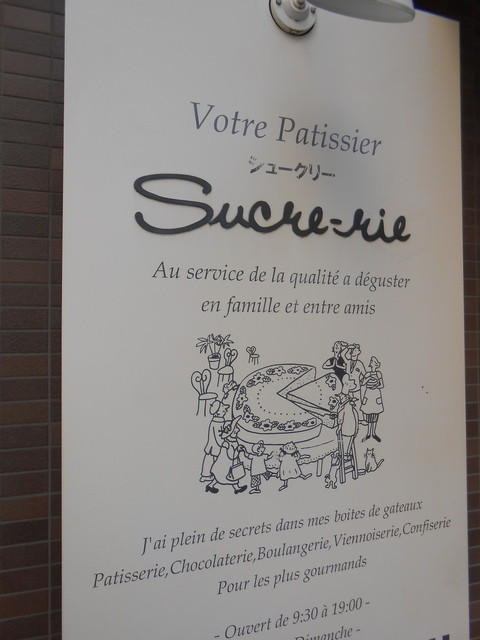 Votre Patissier
シュークリー
Sucre-rie
Au service de la qualité a déguster
en famille et entre amis
J'ai plein de secrets dans mes boites de gateaux
Patisserie,Chocolaterie,Boulangerie,Viennoiserie,Confiserie
Pour les plus gourmands
- Ouvert de 9:30 à 19:00 -
Dimanche -